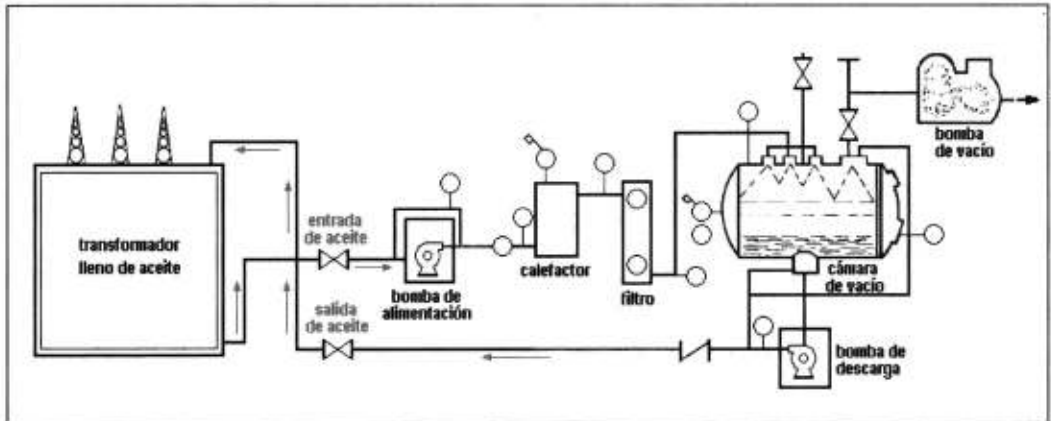 bomba
de vacío
entrada
de aceite
transformador
lleno de aceite
calefactor
cámara
de vacío
filtro
bomba de
alimentación
salida
de aceite
bomba de
descarga